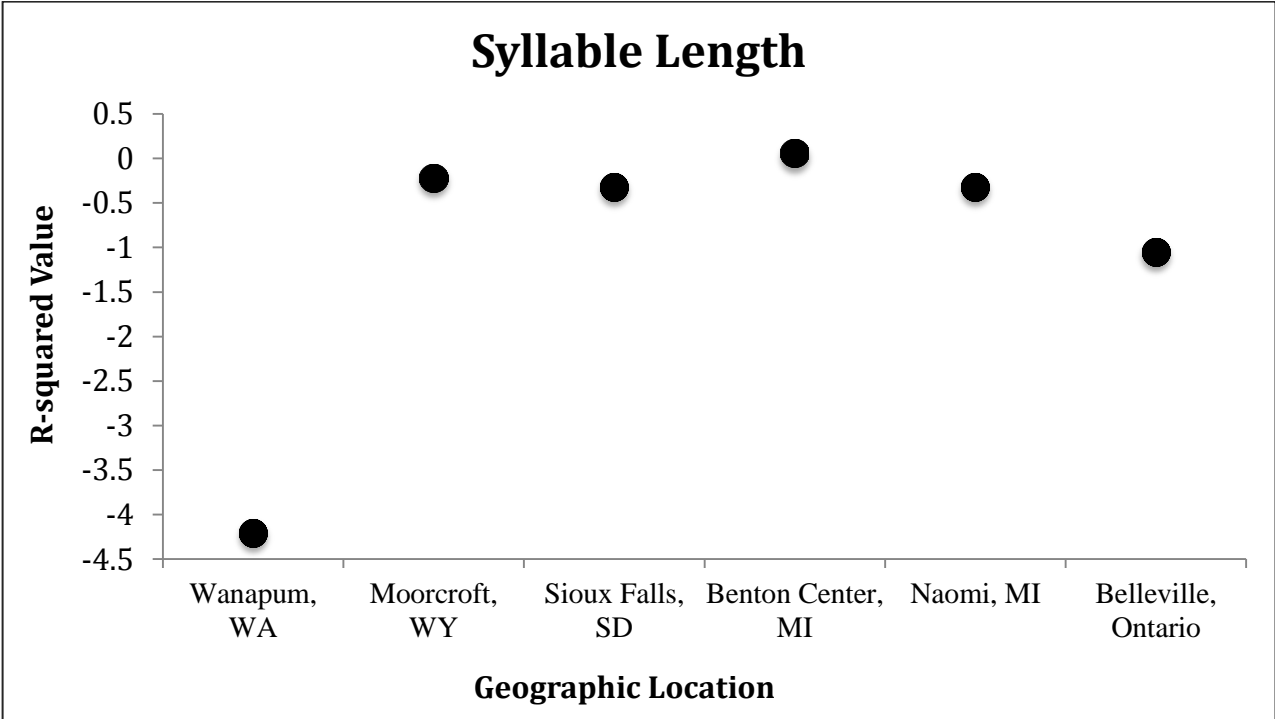 Syllable Length
0.5
0
-0.5
-1
-1.5
-2
-2.5
-3
-3.5
-4
-4.5
R-squared Value
Wanapum,
WA
Moorcroft,
WY
Sioux Falls,
SD
Benton Center,
MI
Naomi, MI
Belleville,
Ontario
Geographic Location